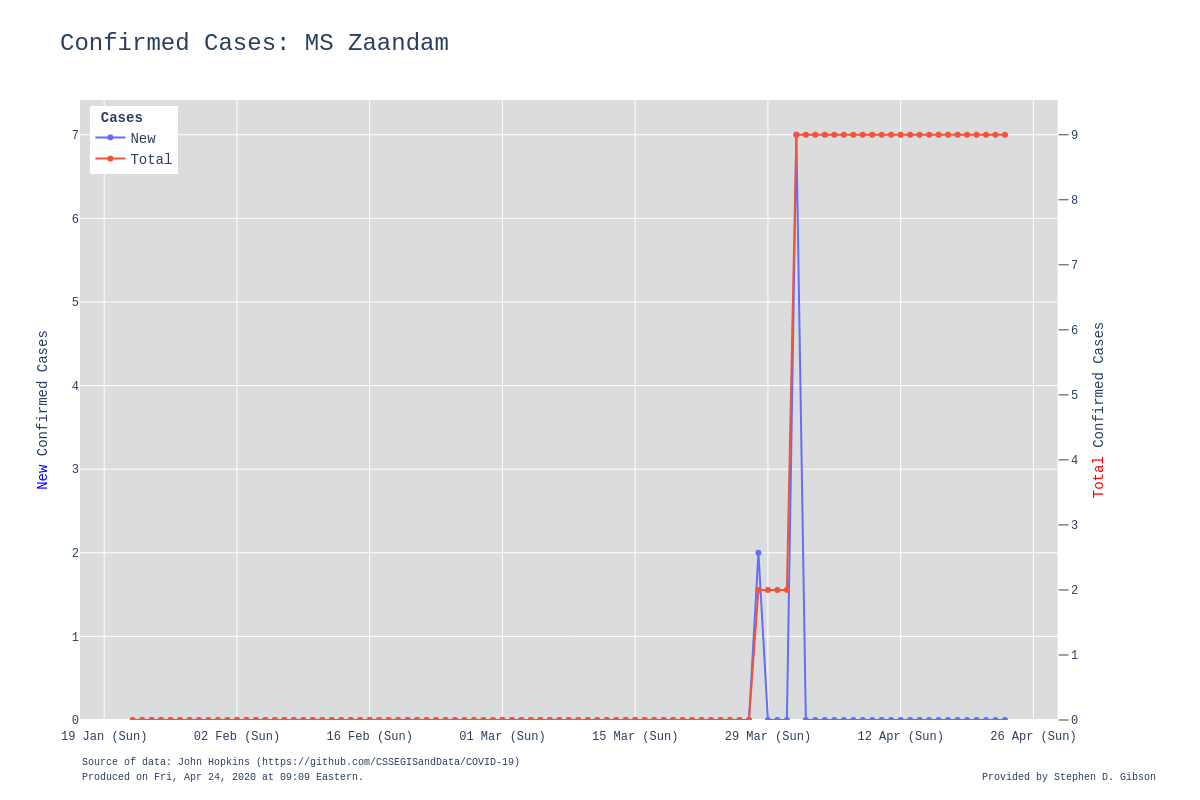 Confirmed Cases: MS Zaandam
Cases
New
Total
7
6
5
4
3
2
1
0
New Confirmed Cases
9
8
7
6
5
4
3
2
1
0
Total Confirmed Cases
19 Jan (Sun) 02 Feb (Sun) 16 Feb (Sun) 01 Mar (Sun) 15 Mar (Sun) 29 Mar (Sun) 12 Apr (Sun) 26 Apr (Sun)
Source of data: John Hopkins (https://github.com/CSSEGISandData/COVID-19)
Produced on Fri, Apr 24, 2020 at 09:09 Eastern.
Provided by Stephen D. Gibson